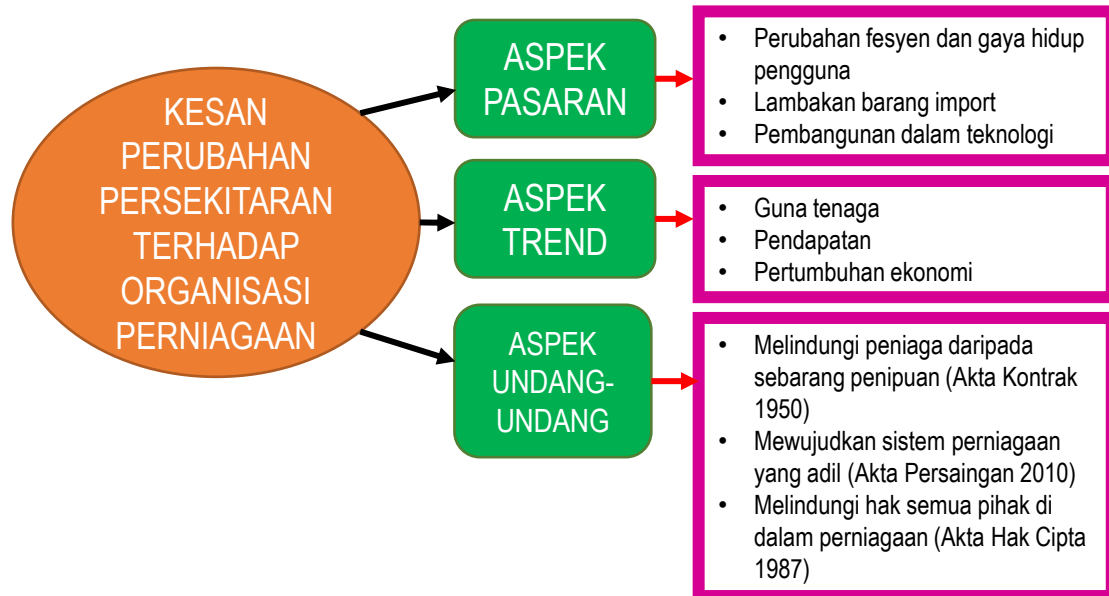 KESAN
PERUBAHAN
PERSEKITARAN
TERHADAP
ORGANISASI
PERNIAGAAN
ASPEK
PASARAN
• Perubahan fesyen dan gaya hidup
pengguna
• Lambakan barang import
• Pembangunan dalam teknologi
ASPEK
TREND
• Guna tenaga
• Pendapatan
• Pertumbuhan ekonomi
ASPEK
UNDANG-
UNDANG
• Melindungi peniaga daripada
sebarang penipuan (Akta Kontrak
1950)
• Mewujudkan sistem perniagaan
yang adil (Akta Persaingan 2010)
• Melindungi hak semua pihak di
dalam perniagaan (Akta Hak Cipta
1987)